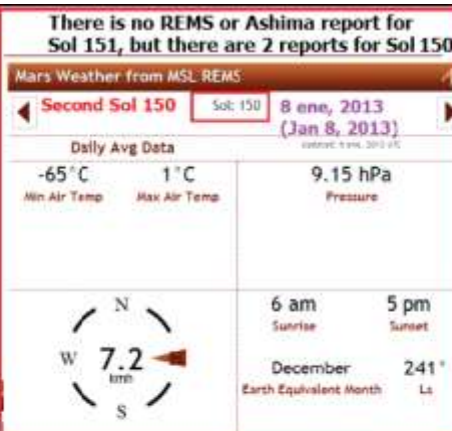 There is no REMS or Ashima report for
Sol 151, but there are 2 reports for Sol 150
Mars Weather from MSL REMS
Second Sol 150 Sol: 150 8 ene, 2013
(Jan 8, 2013)
Daily Avg Data
-65°C 1°C 9.15 hPa
Min Air Temp Max Air Temp Pressure
N
W 7.2
kmh
S
6 am 5 pm
Sunrise Sunset
December 241°
Earth Equivalent Month Ls